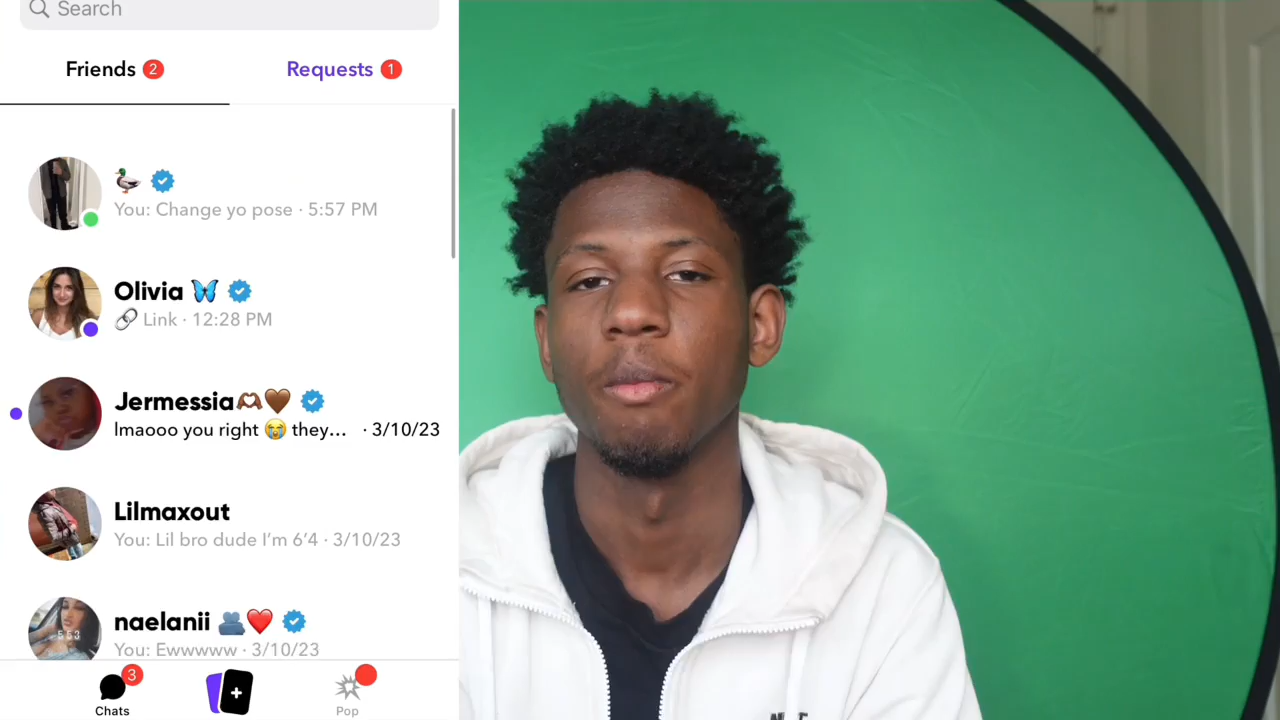 Search
Friends 2
Requests 1
🦆
You: Change yo pose · 5:57 PM
Olivia 🦋
🔗 Link · 12:28 PM
Jermessia🫶🏾🤎
lmaooo you right 😭 they... · 3/10/23
Lilmaxout
You: Lil bro dude I'm 6'4 · 3/10/23
naelanii 🫂❤️
553
You: Ewwwww · 3/10/23
3
Chats
Pop